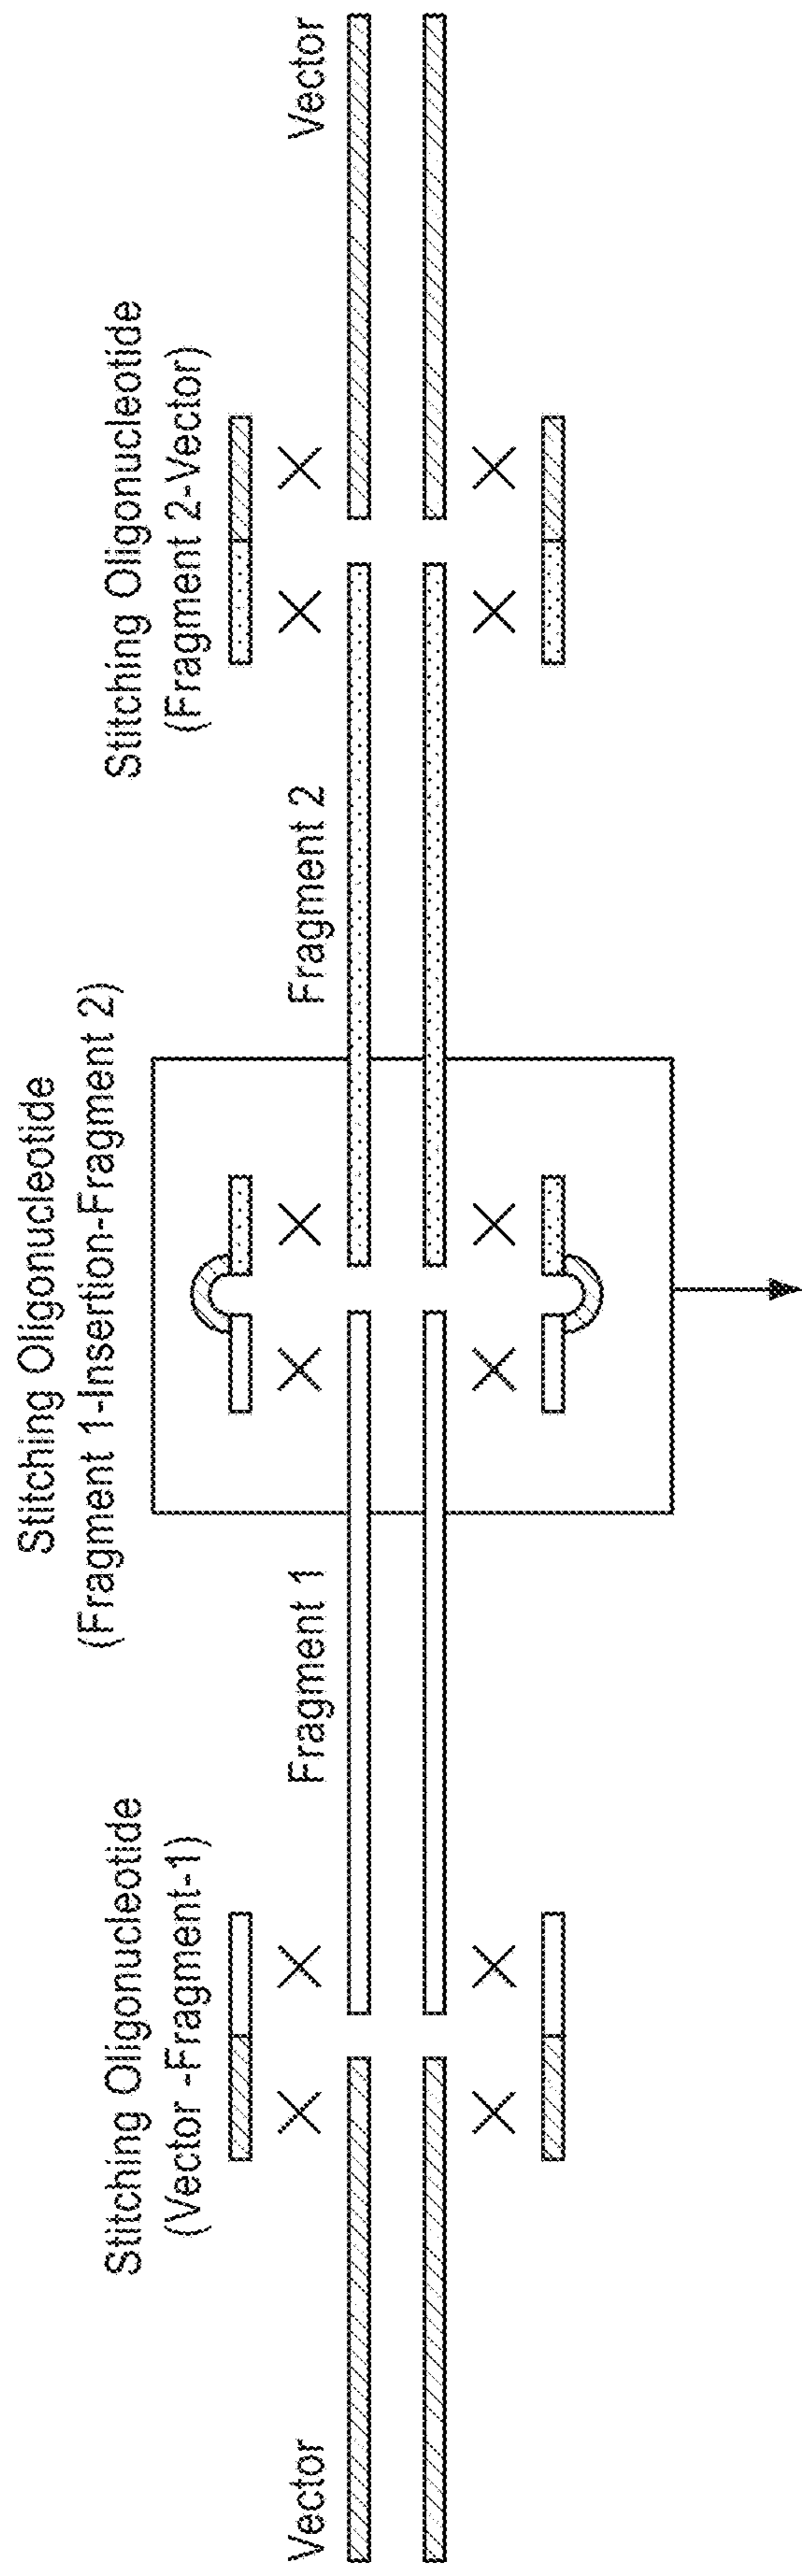 Stitching Oligonucleotide
(Fragment 1-Insertion-Fragment 2)
Stitching Oligonucleotide
(Vector -Fragment-1)
Stitching Oligonucleotide
(Fragment 2-Vector)
Vector
Fragment 1
Fragment 2
Vector